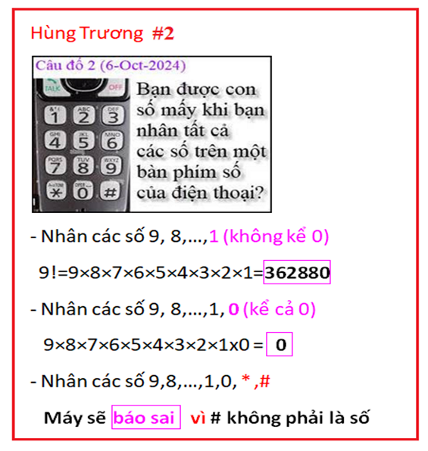 Hùng Trương #2
Câu đố 2 (6-Oct-2024)
Bạn được con
số mấy khi bạn
nhân tất cả
các số trên một
bàn phím số
của điện thoại?
TALK
OFF
1 ABC 2 DEF 3
GHI 4 JKL 5 MNO 6
PQRS 7 TUV 8 WXYZ 9
* 0 #
- Nhân các số 9, 8,...,1 (không kể 0)
9!=9×8×7×6×5×4×3×2×1=362880
- Nhân các số 9, 8,...,1, 0 (kể cả 0)
9×8×7×6×5×4×3×2×1x0 = 0
- Nhân các số 9,8,...,1,0, * ,#
Máy sẽ báo sai vì # không phải là số